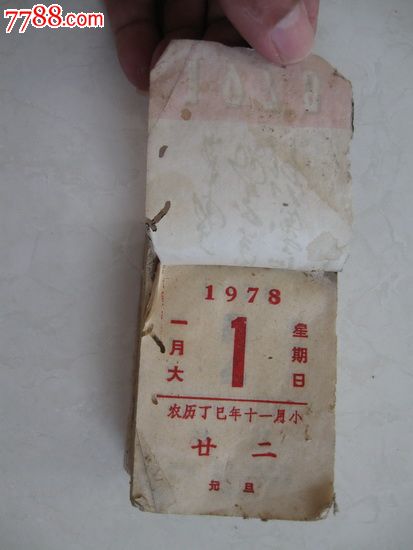 7788.com
1978
一月大
1
星期日
农历丁巳年十一月小
廿二
元旦